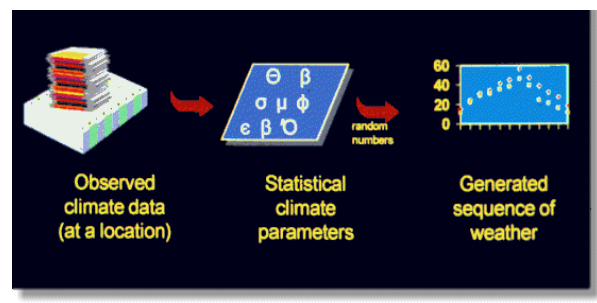 Θ β
σ μ ϕ
ε β
random
numbers
60
40
20
0
Observed
climate data
(at a location)
Statistical
climate
parameters
Generated
sequence of
weather